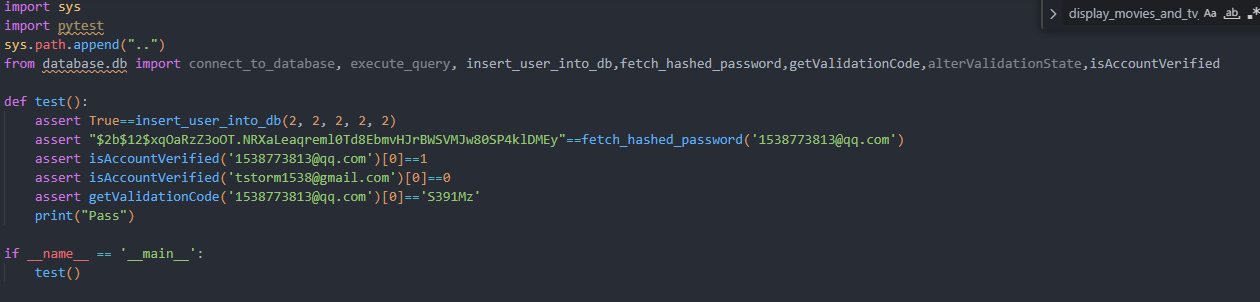 import sys
import pytest
sys.path.append("..")
from database.db import connect_to_database, execute_query, insert_user_into_db,fetch_hashed_password,getValidationCode,alterValidationState,isAccountVerified
def test():
    assert True==insert_user_into_db(2, 2, 2, 2, 2)
    assert "$2b$12$xqOaRzZ3oOT.NRXaLeaqreml0Td8EbmvHJrBWSVMJw80SP4klDMEy"==fetch_hashed_password('1538773813@qq.com')
    assert isAccountVerified('1538773813@qq.com')[0]==1
    assert isAccountVerified('tstorm1538@gmail.com')[0]==0
    assert getValidationCode('1538773813@qq.com')[0]=='S391Mz'
    print("Pass")
if __name__ == '__main__':
    test()
display_movies_and_tv Aa ab .*